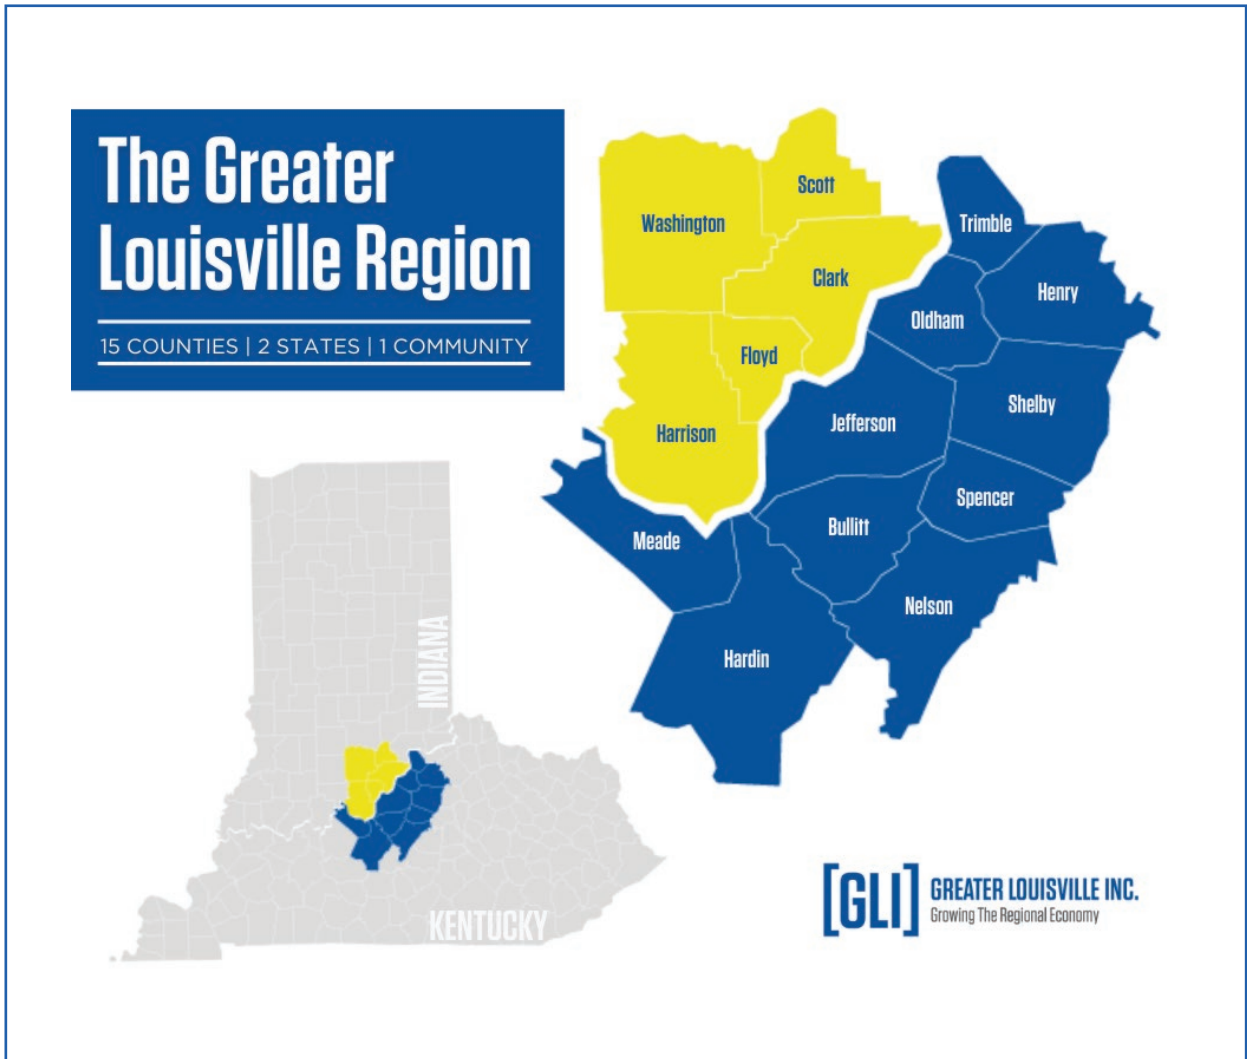 The Greater
Louisville Region
15 COUNTIES | 2 STATES | 1 COMMUNITY
Scott
Washington
Trimble
Clark
Henry
Oldham
Floyd
Shelby
Jefferson
Harrison
Spencer
Bullitt
Meade
Nelson
Hardin
INDIANA
KENTUCKY
[GLI] GREATER LOUISVILLE INC.
Growing The Regional Economy